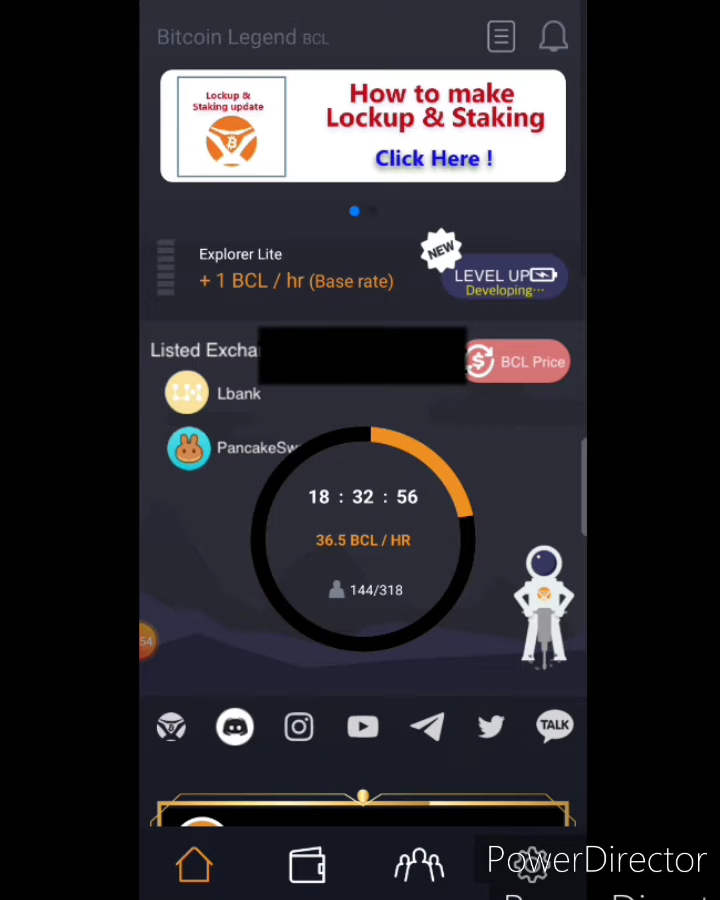 Bitcoin Legend BCL
Lockup &
Staking update
How to make
Lockup & Staking
Click Here !
NEW
Explorer Lite
+ 1 BCL / hr (Base rate)
LEVEL UP
Developing...
Listed Excha
BCL Price
Lbank
PancakeSw
18 : 32 : 56
36.5 BCL / HR
144/318
54
TALK
PowerDirector